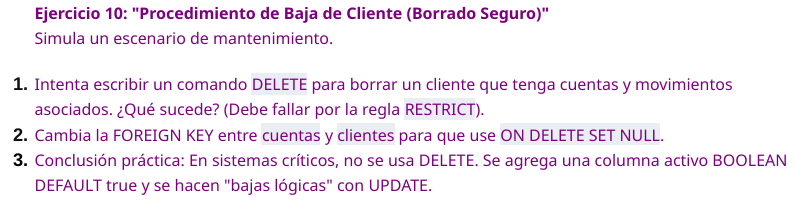 Ejercicio 10: "Procedimiento de Baja de Cliente (Borrado Seguro)"
Simula un escenario de mantenimiento.
1. Intenta escribir un comando DELETE para borrar un cliente que tenga cuentas y movimientos
asociados. ¿Qué sucede? (Debe fallar por la regla RESTRICT).
2. Cambia la FOREIGN KEY entre cuentas y clientes para que use ON DELETE SET NULL.
3. Conclusión práctica: En sistemas críticos, no se usa DELETE. Se agrega una columna activo BOOLEAN
DEFAULT true y se hacen "bajas lógicas" con UPDATE.